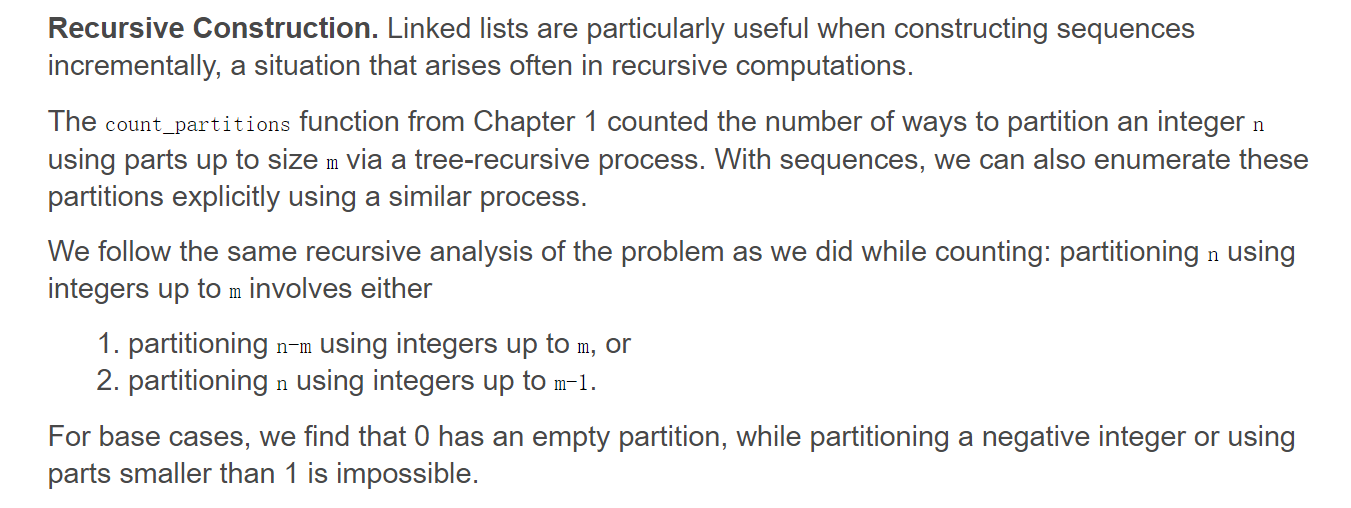 Recursive Construction. Linked lists are particularly useful when constructing sequences
incrementally, a situation that arises often in recursive computations.
The count_partitions function from Chapter 1 counted the number of ways to partition an integer n
using parts up to size m via a tree-recursive process. With sequences, we can also enumerate these
partitions explicitly using a similar process.
We follow the same recursive analysis of the problem as we did while counting: partitioning n using
integers up to m involves either
1. partitioning n-m using integers up to m, or
2. partitioning n using integers up to m-1.
For base cases, we find that 0 has an empty partition, while partitioning a negative integer or using
parts smaller than 1 is impossible.